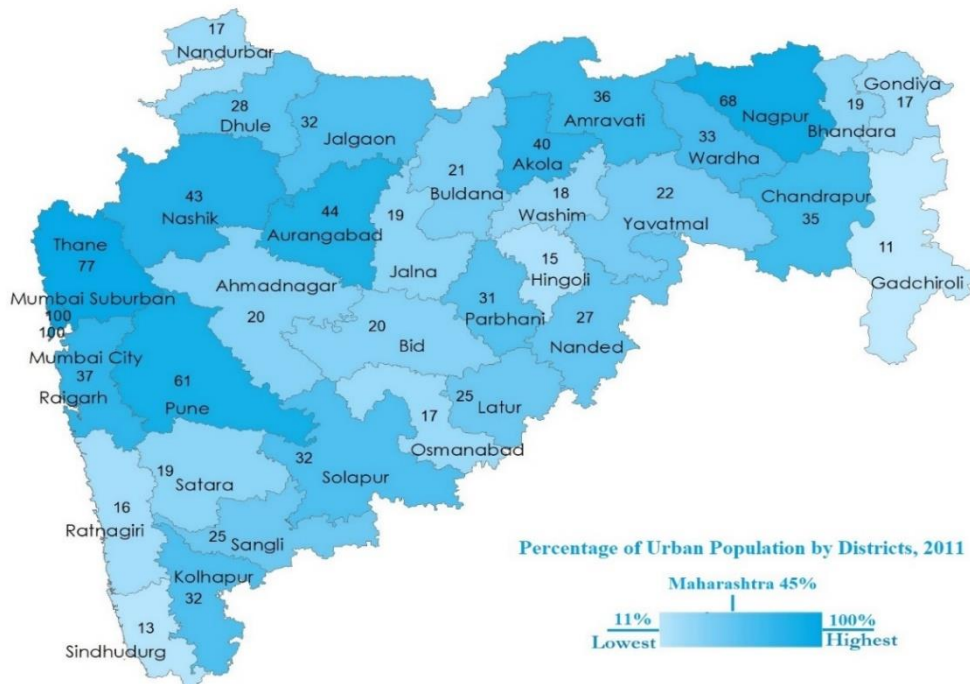 17
Nandurbar
28
Dhule
32
Jalgaon
36
Amravati
68
Nagpur
19
Bhandara
Gondiya
17
33
Wardha
40
Akola
21
Buldana
43
Nashik
44
Aurangabad
19
Jalna
18
Washim
22
Yavatmal
Chandrapur
35
11
Gadchiroli
Thane
77
Mumbai Suburban
100
100
Mumbai City
37
Raigarh
Ahmadnagar
20
20
Bid
31
Parbhani
15
Hingoli
27
Nanded
61
Pune
25
Latur
17
Osmanabad
32
Solapur
19
Satara
16
Ratnagiri
25
Sangli
Kolhapur
32
13
Sindhudurg
Percentage of Urban Population by Districts, 2011
Maharashtra 45%
11%
Lowest
100%
Highest